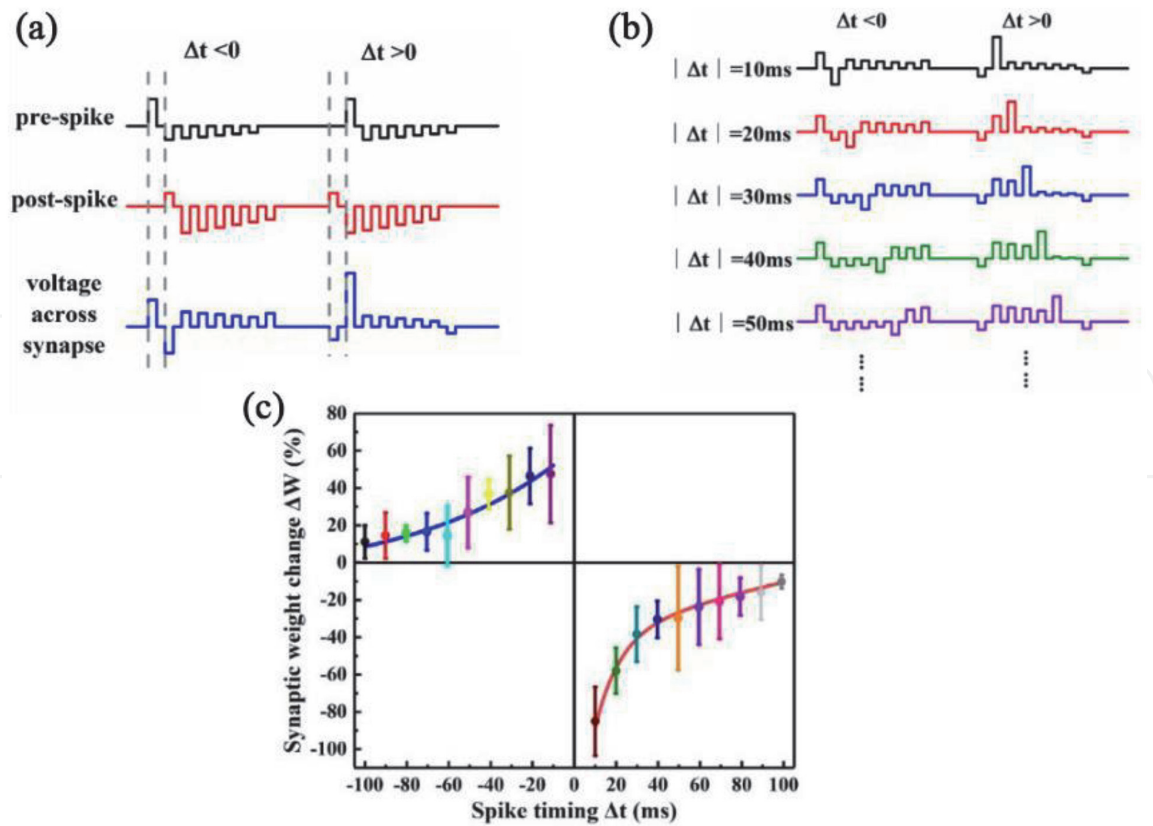 (a)
Δt <0
Δt >0
pre-spike
post-spike
voltage
across
synapse
(b)
Δt <0
Δt >0
| Δt | =10ms
| Δt | =20ms
| Δt | =30ms
| Δt | =40ms
| Δt | =50ms
(c)
Synaptic weight change ΔW (%)
80
60
40
20
0
-20
-40
-60
-80
-100
-100 -80 -60 -40 -20 0 20 40 60 80 100
Spike timing Δt (ms)